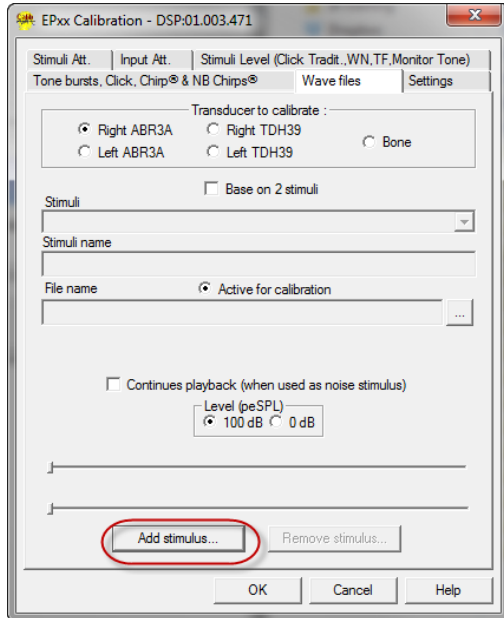 EPxx Calibration - DSP:01.003.471
Stimuli Att. Input Att. Stimuli Level (Click Tradit.,WN,TF,Monitor Tone)
Tone bursts, Click, Chirp® & NB Chirps® Wave files Settings
Transducer to calibrate :
Right ABR3A Right TDH39
Bone
Left ABR3A Left TDH39
Base on 2 stimuli
Stimuli
Stimuli name
File name Active for calibration
...
Continues playback (when used as noise stimulus)
Level (peSPL)
100 dB 0 dB
Add stimulus... Remove stimulus...
OK Cancel Help